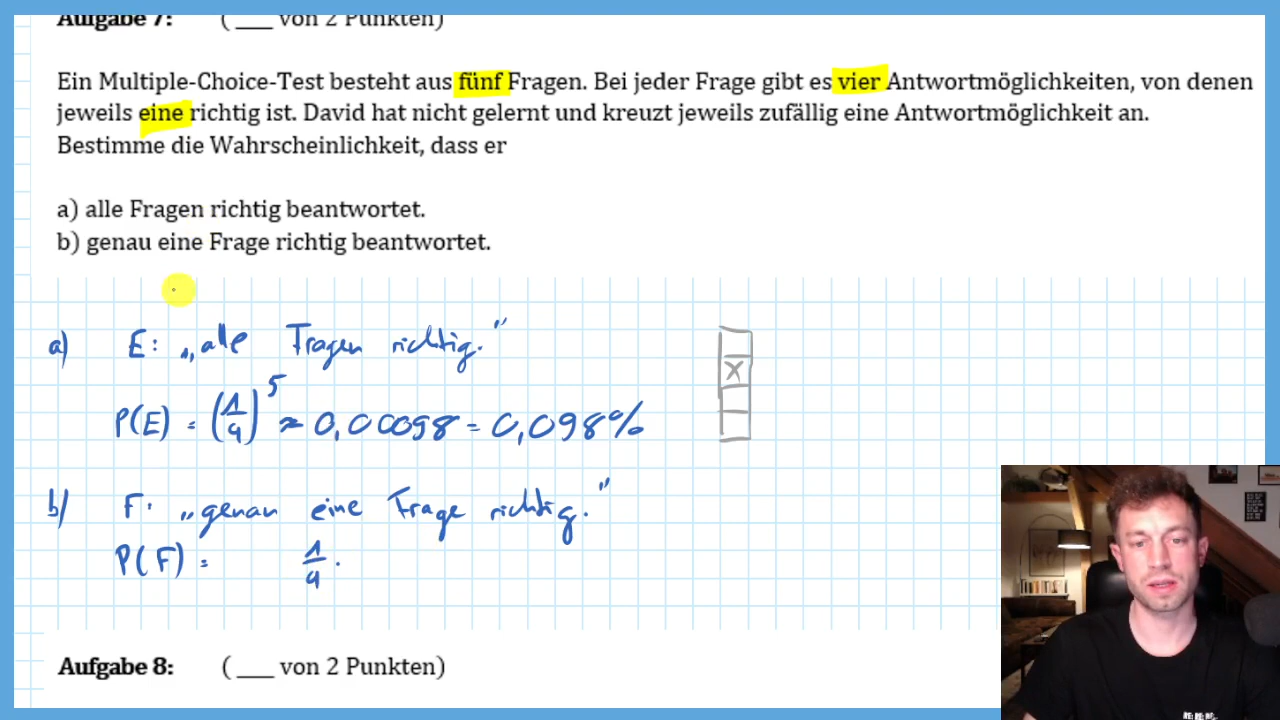 Aufgabe 7: ( ___ von 2 Punkten)
Ein Multiple-Choice-Test besteht aus fünf Fragen. Bei jeder Frage gibt es vier Antwortmöglichkeiten, von denen
jeweils eine richtig ist. David hat nicht gelernt und kreuzt jeweils zufällig eine Antwortmöglichkeit an.
Bestimme die Wahrscheinlichkeit, dass er
a) alle Fragen richtig beantwortet.
b) genau eine Frage richtig beantwortet.
a) E: „alle Fragen richtig.“
P(E) = (1/4)^5 ≈ 0,00098 = 0,098%
X
b) F: „genau eine Frage richtig.“
P(F) = 1/4 ·
Aufgabe 8: ( ___ von 2 Punkten)